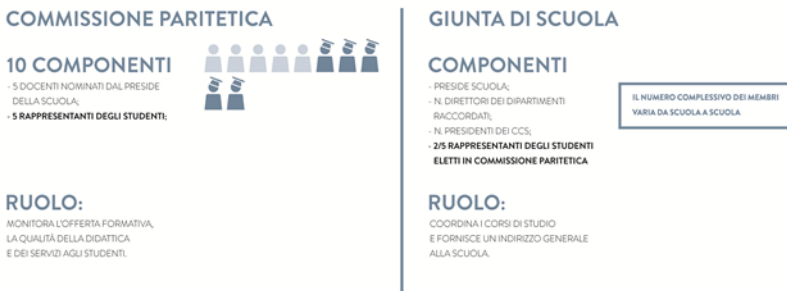 COMMISSIONE PARITETICA
10 COMPONENTI
- 5 DOCENTI NOMINATI DAL PRESIDE
DELLA SCUOLA;
- 5 RAPPRESENTANTI DEGLI STUDENTI;
RUOLO:
MONITORA L'OFFERTA FORMATIVA,
LA QUALITÀ DELLA DIDATTICA
E DEI SERVIZI AGLI STUDENTI.
GIUNTA DI SCUOLA
COMPONENTI
- PRESIDE SCUOLA;
- N. DIRETTORI DEI DIPARTIMENTI
RACCORDATI;
- N. PRESIDENTI DEI CCS;
- 2/5 RAPPRESENTANTI DEGLI STUDENTI
ELETTI IN COMMISSIONE PARITETICA
IL NUMERO COMPLESSIVO DEI MEMBRI
VARIA DA SCUOLA A SCUOLA
RUOLO:
COORDINA I CORSI DI STUDIO
E FORNISCE UN INDIRIZZO GENERALE
ALLA SCUOLA.